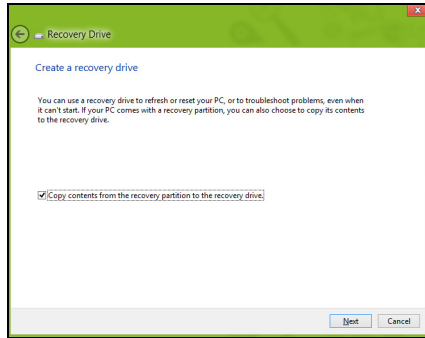 Recovery Drive
Create a recovery drive
You can use a recovery drive to refresh or reset your PC, or to troubleshoot problems, even when
it can't start. If your PC comes with a recovery partition, you can also choose to copy its contents
to the recovery drive.
Copy contents from the recovery partition to the recovery drive.
Next Cancel